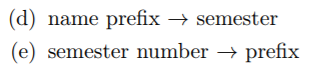 (d) name prefix → semester
(e) semester number → prefix